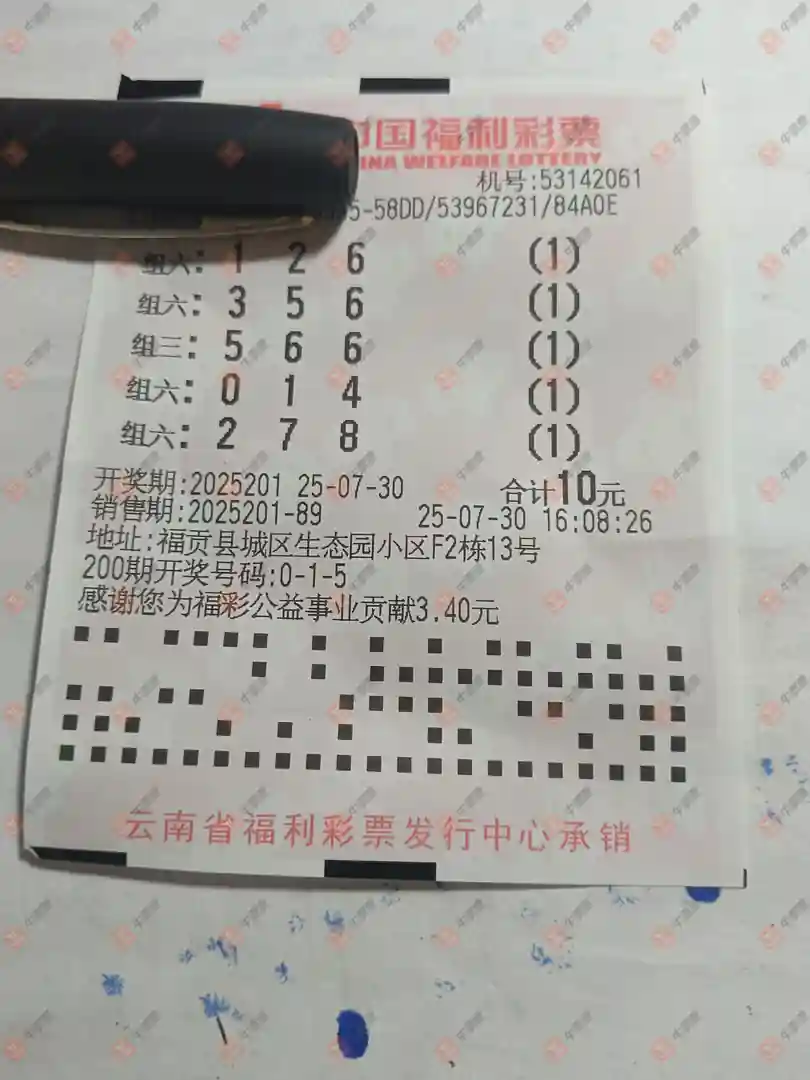 中国福利彩票
INA WELFARE LOTTERY
机号:53142061
5-58DD/53967231/84A0E
组六: 1 2 6 (1)
组六: 3 5 6 (1)
组三: 5 6 6 (1)
组六: 0 1 4 (1)
组六: 2 7 8 (1)
开奖期:2025201 25-07-30 合计10元
销售期:2025201-89 25-07-30 16:08:26
地址:福贡县城区生态园小区F2栋13号
200期开奖号码:0-1-5
感谢您为福彩公益事业贡献3.40元
云南省福利彩票发行中心承销